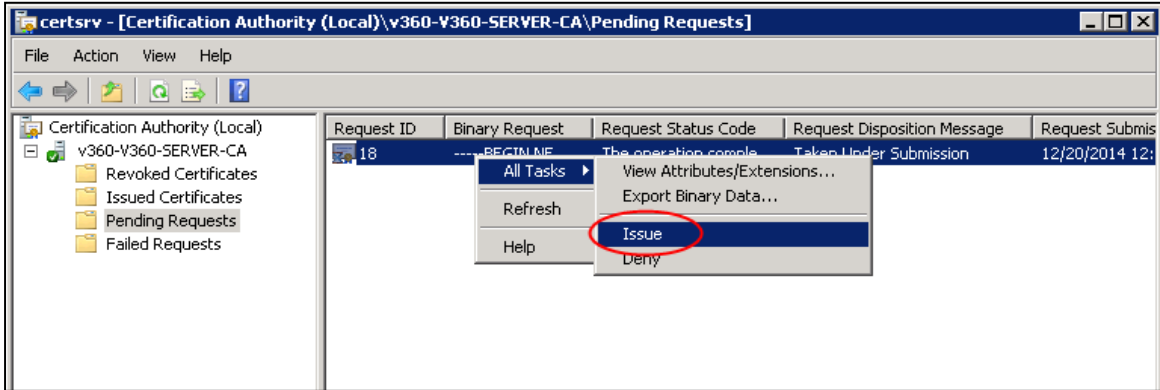 certsrv - [Certification Authority (Local)\v360-V360-SERVER-CA\Pending Requests]
File Action View Help
Certification Authority (Local)
v360-V360-SERVER-CA
Revoked Certificates
Issued Certificates
Pending Requests
Failed Requests
Request ID Binary Request Request Status Code Request Disposition Message Request Submis
18 -----BEGIN NE... The operation comple... Taken Under Submission 12/20/2014 12:
All Tasks
Refresh
Help
View Attributes/Extensions...
Export Binary Data...
Issue
Deny